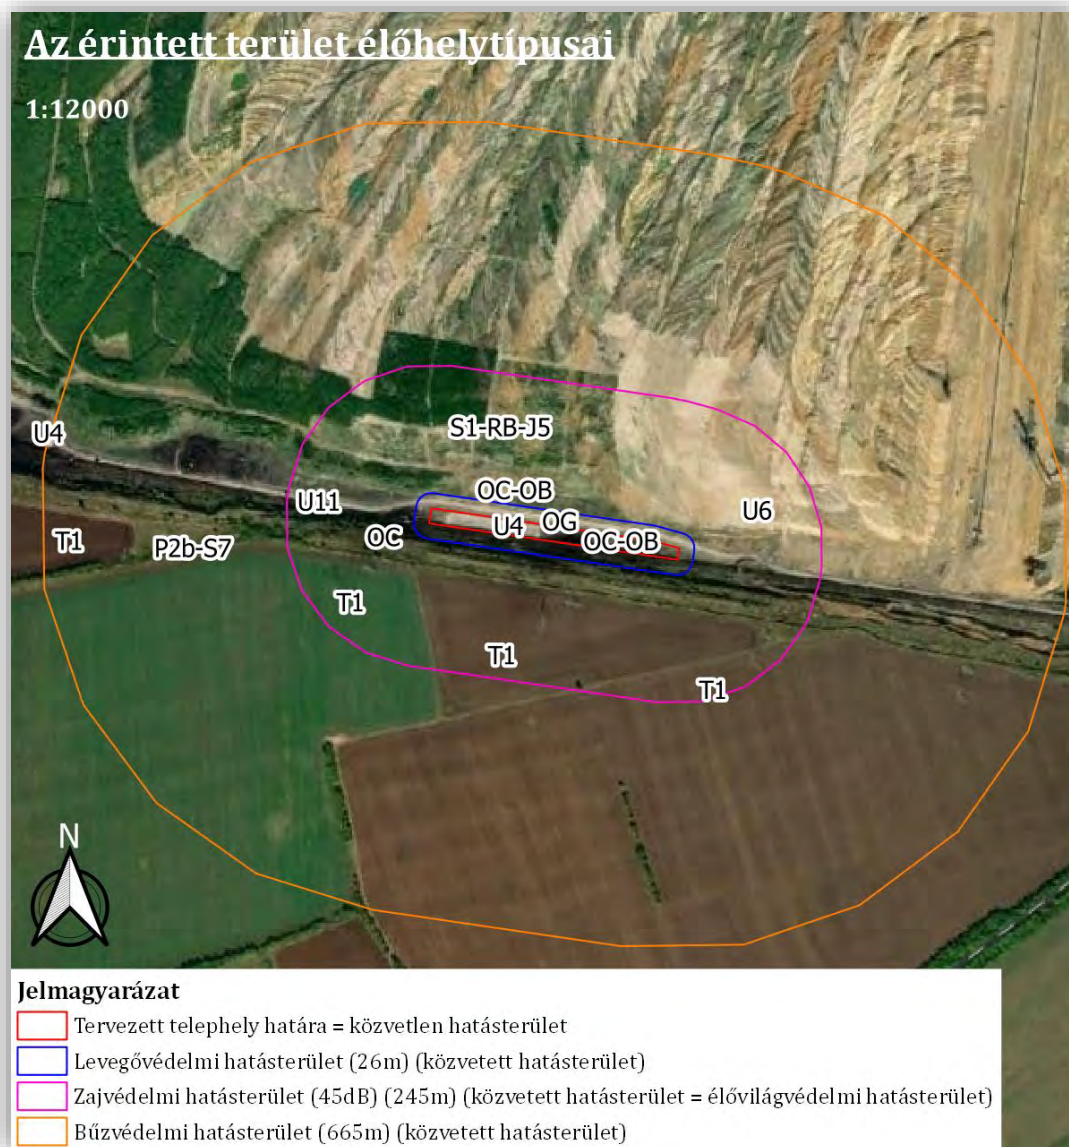 Az érintett terület élőhelytípusai
1:12000
S1-RB-J5
U4
OC-OB
U11
U6
OG
U4
OC
OC-OB
T1
P2b-S7
T1
T1
T1
N
Jelmagyarázat
Tervezett telephely határa = közvetlen hatásterület
Levegővédelmi hatásterület (26m) (közvetett hatásterület)
Zajvédelmi hatásterület (45dB) (245m) (közvetett hatásterület = élővilágvédelmi hatásterület)
Bűzvédelmi hatásterület (665m) (közvetett hatásterület)